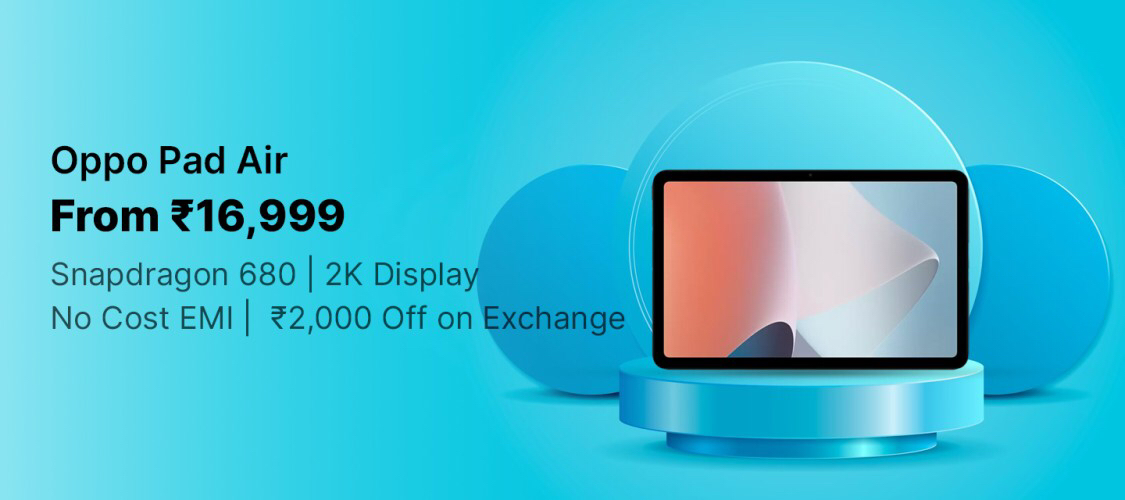 Oppo Pad Air
From ₹16,999
Snapdragon 680 | 2K Display
No Cost EMI | ₹2,000 Off on Exchange